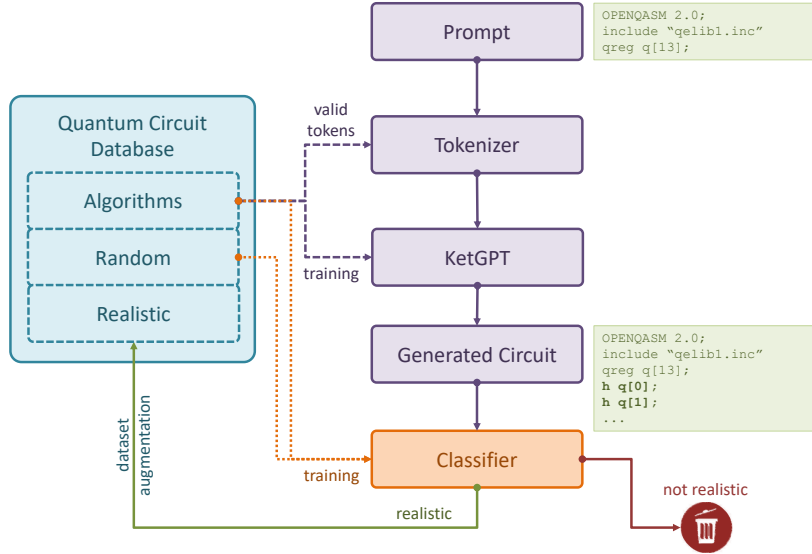 Prompt
OPENQASM 2.0;
include “qelib1.inc”
qreg q[13];
Quantum Circuit
Database
Algorithms
Random
Realistic
valid
tokens
Tokenizer
training
KetGPT
Generated Circuit
OPENQASM 2.0;
include “qelib1.inc”
qreg q[13];
h q[0];
h q[1];
...
dataset
augmentation
training
Classifier
realistic
not realistic